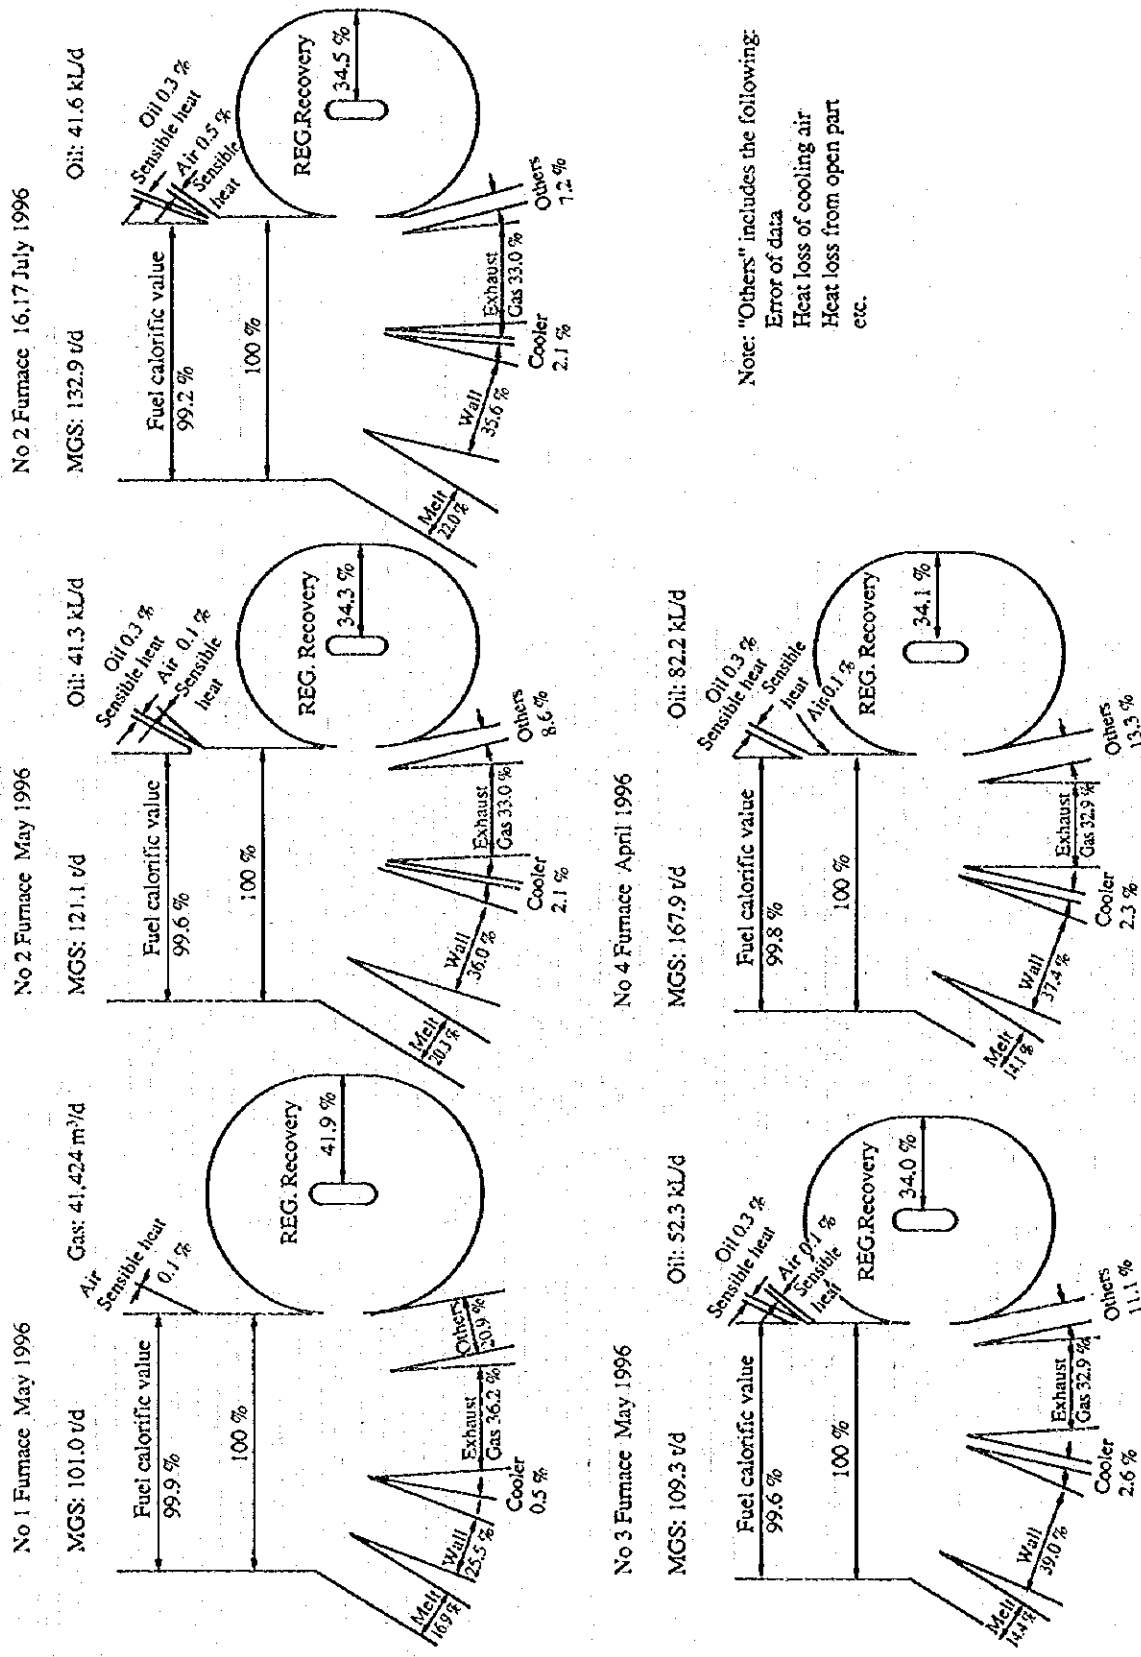 No 1 Furnace May 1996
MGS: 101.0 t/d
Gas: 41,424 m³/d
Air
Sensible heat
0.1 %
Fuel calorific value
99.9 %
100 %
REG. Recovery
41.9 %
Melt
16.9 %
Wall
25.5 %
Cooler
0.5 %
Exhaust
Gas 36.2 %
Others
20.9 %
No 2 Furnace May 1996
MGS: 121.1 t/d
Oil: 41.3 kL/d
Oil 0.3 %
Sensible heat
Air 0.1 %
Sensible
heat
Fuel calorific value
99.6 %
100 %
REG. Recovery
34.3 %
Melt
20.3 %
Wall
36.0 %
Cooler
2.1 %
Exhaust
Gas 33.0 %
Others
8.6 %
No 2 Furnace 16.17 July 1996
MGS: 132.9 t/d
Oil: 41.6 kL/d
Oil 0.3 %
Sensible heat
Air 0.5 %
Sensible
heat
Fuel calorific value
99.2 %
100 %
REG.Recovery
34.5 %
Melt
22.0 %
Wall
35.6 %
Cooler
2.1 %
Exhaust
Gas 33.0 %
Others
7.2 %
No 3 Furnace May 1996
MGS: 109.3 t/d
Oil: 52.3 kL/d
Oil 0.3 %
Sensible heat
Air 0.1 %
Sensible
heat
Fuel calorific value
99.6 %
100 %
REG.Recovery
34.0 %
Melt
14.4 %
Wall
39.0 %
Cooler
2.6 %
Exhaust
Gas 32.9 %
Others
11.1 %
No 4 Furnace April 1996
MGS: 167.9 t/d
Oil: 82.2 kL/d
Oil 0.3 %
Sensible heat
Sensible
heat
Air 0.1 %
Fuel calorific value
99.8 %
100 %
REG. Recovery
34.1 %
Melt
14.1 %
Wall
37.4 %
Cooler
2.3 %
Exhaust
Gas 32.9 %
Others
13.3 %
Note: "Others" includes the following:
Error of data
Heat loss of cooling air
Heat loss from open part
etc.